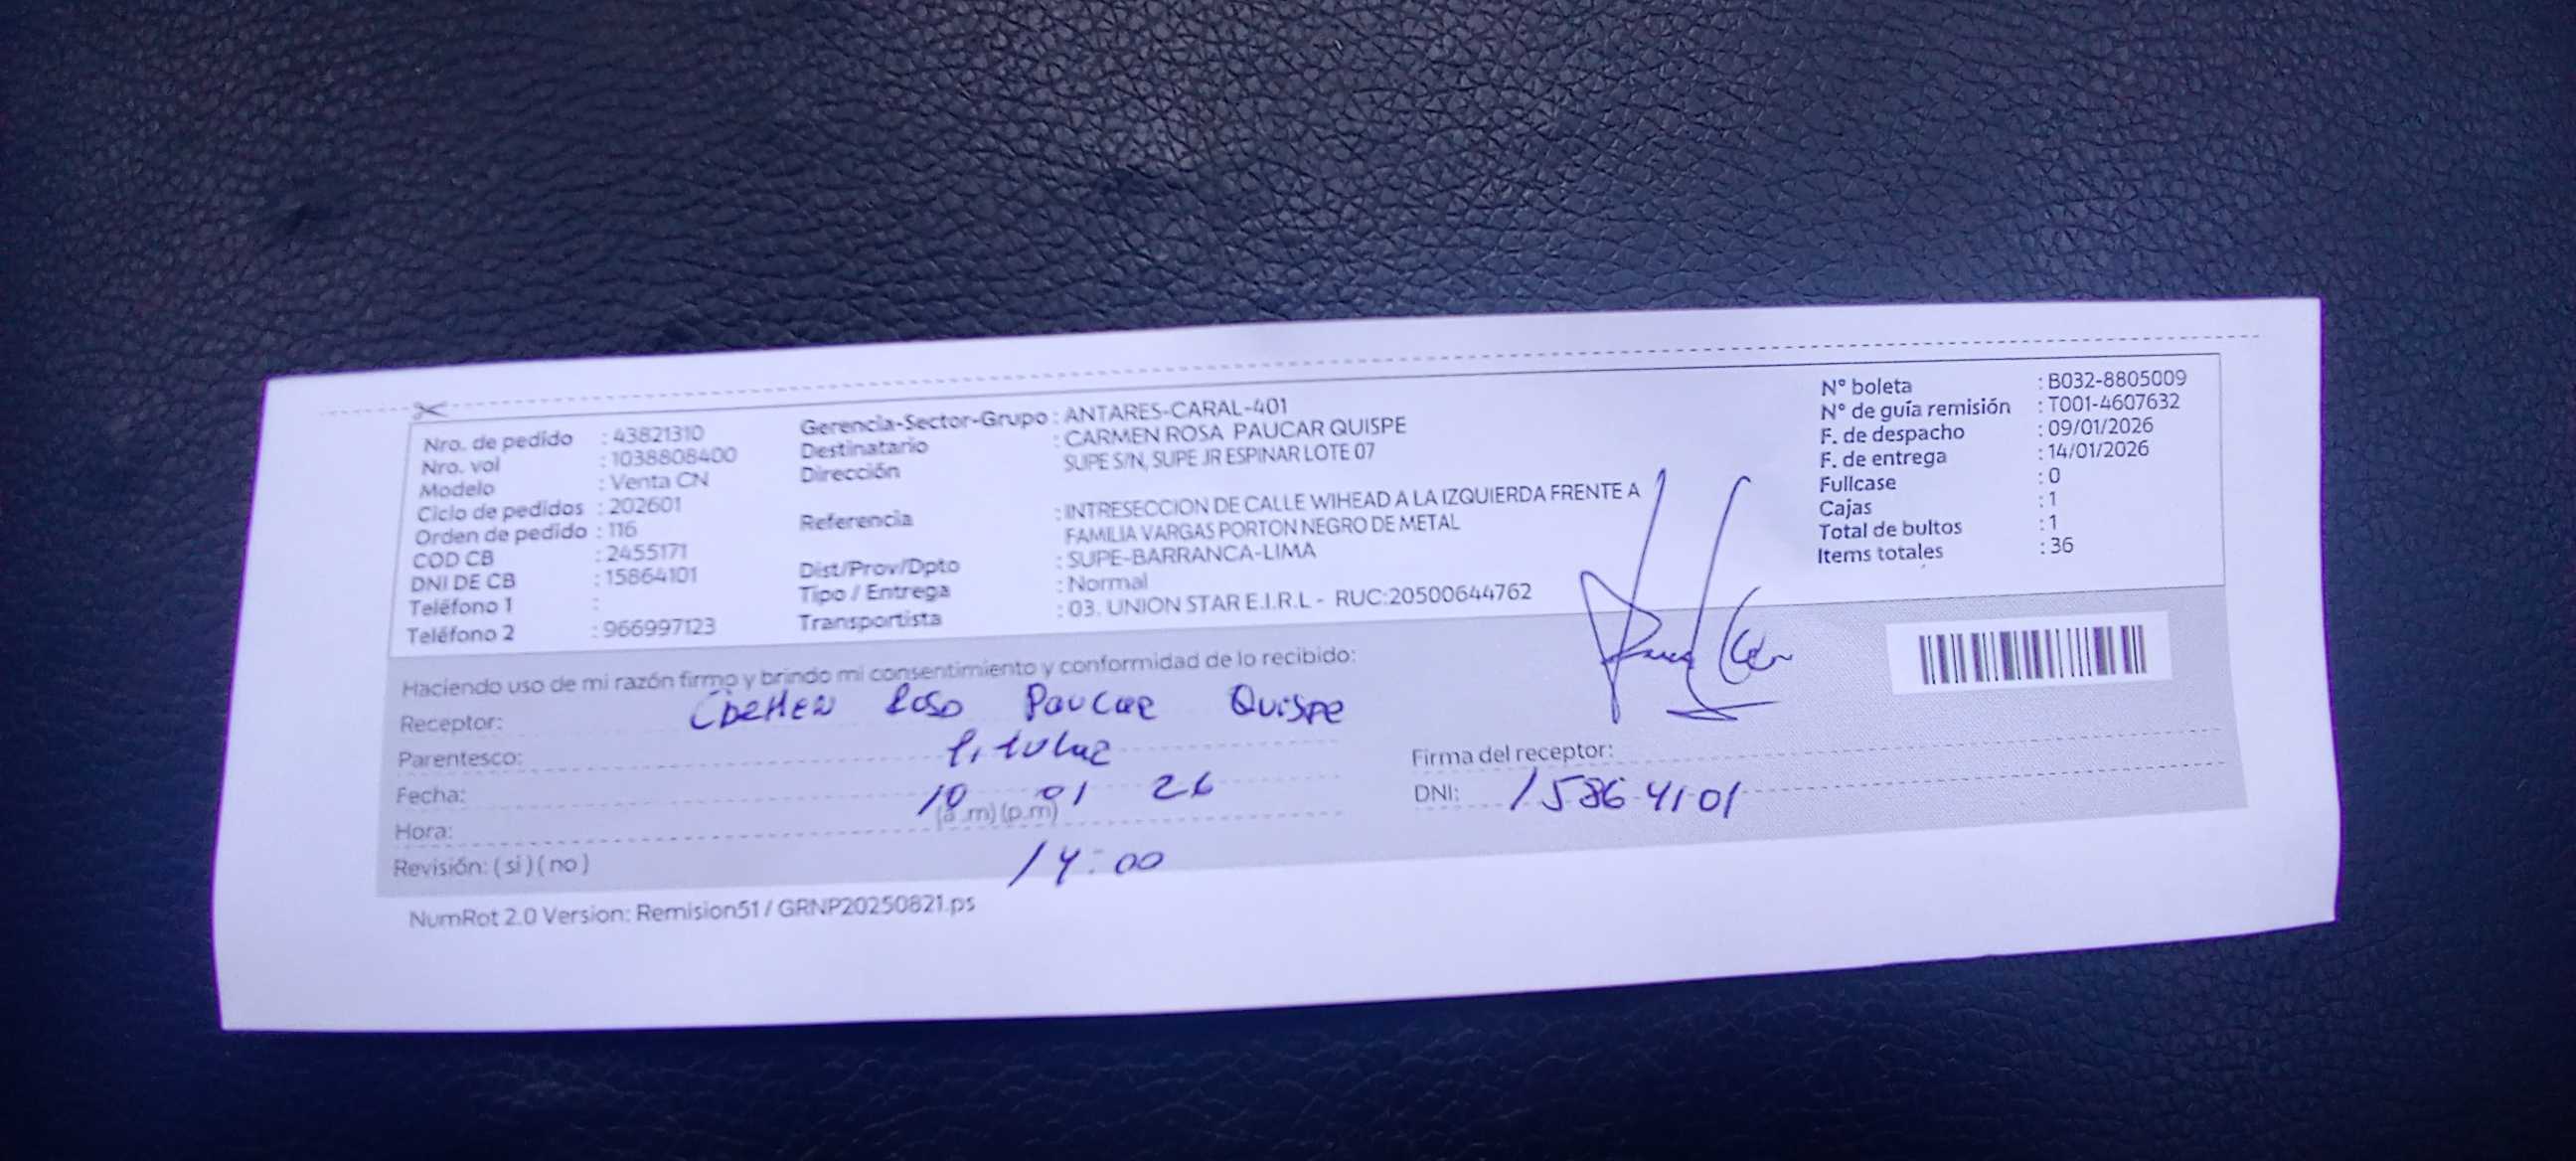 Nro. de pedido : 43821310
Nro. vol : 1038808400
Modelo : Venta CN
Ciclo de pedidos : 202601
Orden de pedido : 116
COD CB : 2455171
DNI DE CB : 15864101
Teléfono 1 :
Teléfono 2 : 966997123
Gerencia-Sector-Grupo : ANTARES-CARAL-401
Destinatario : CARMEN ROSA PAUCAR QUISPE
Dirección SUPE S/N, SUPE JR ESPINAR LOTE 07
Referencia : INTRESECCION DE CALLE WIHEAD A LA IZQUIERDA FRENTE A
FAMILIA VARGAS PORTON NEGRO DE METAL
Dist/Prov/Dpto : SUPE-BARRANCA-LIMA
Tipo / Entrega : Normal
Transportista : 03. UNION STAR E.I.R.L - RUC:20500644762
N° boleta : B032-8805009
N° de guía remisión : T001-4607632
F. de despacho : 09/01/2026
F. de entrega : 14/01/2026
Fullcase : 0
Cajas : 1
Total de bultos : 1
Items totales : 36
Haciendo uso de mi razón firmo y brindo mi consentimiento y conformidad de lo recibido:
Receptor: Carmen Rosa Paucar Quispe
Parentesco: Titular
Fecha: 10 01 26
Hora: (a.m) (p.m)
14:00
Revisión: ( si ) ( no )
Firma del receptor:
DNI: 15864101
NumRot 2.0 Version: Remision51 / GRNP20250821.ps